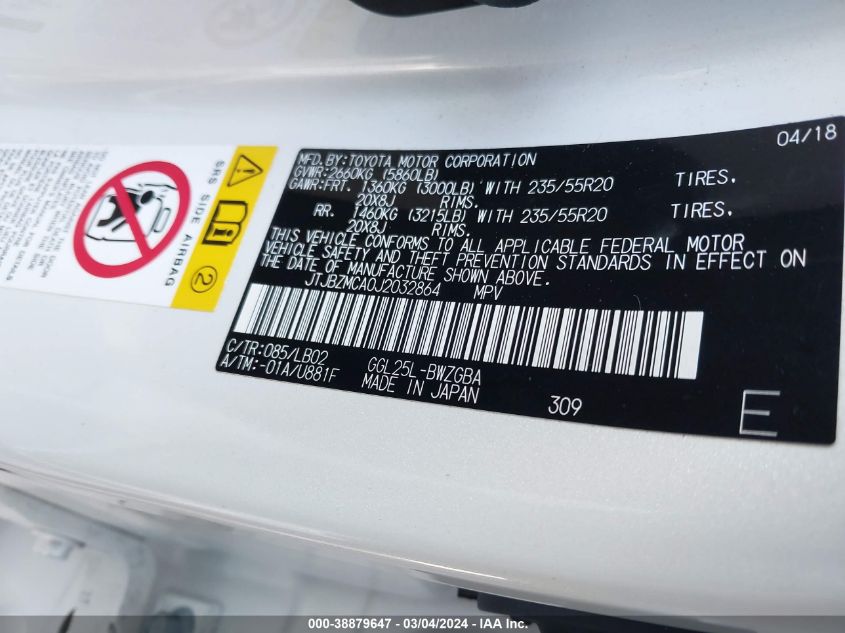 04/18
MFD. BY: TOYOTA MOTOR CORPORATION
GVWR: 2660KG (5860LB)
GAWR: FRT. 1360KG (3000LB) WITH 235/55R20 TIRES,
20X8J RIMS.
RR. 1460KG (3215LB) WITH 235/55R20 TIRES,
20X8J RIMS.
THIS VEHICLE CONFORMS TO ALL APPLICABLE FEDERAL MOTOR
VEHICLE SAFETY AND THEFT PREVENTION STANDARDS IN EFFECT ON
THE DATE OF MANUFACTURE SHOWN ABOVE.
JTJBZMCA0J2032864 MPV
C/TR: 085/LB02 GGL25L-BWZGBA
A/TM: -01A/U881F MADE IN JAPAN
309 E
SRS SIDE AIRBAG
2
000-38879647 - 03/04/2024 - IAA Inc.